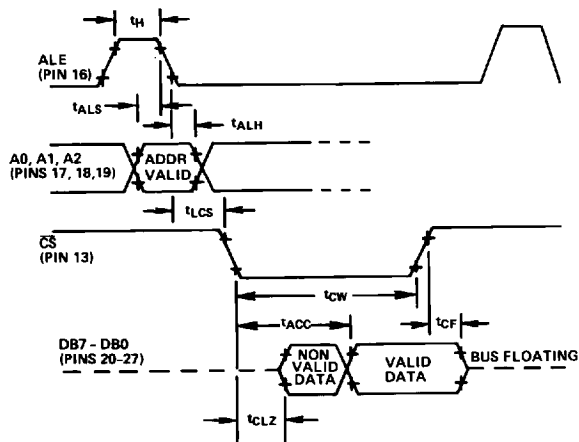 tH
ALE
(PIN 16)
tALS
tALH
A0, A1, A2
(PINS 17, 18,19)
ADDR
VALID
tLCS
CS
(PIN 13)
tCW
tACC
tCF
DB7 - DB0
(PINS 20-27)
NON
VALID
DATA
VALID
DATA
BUS FLOATING
tCLZ